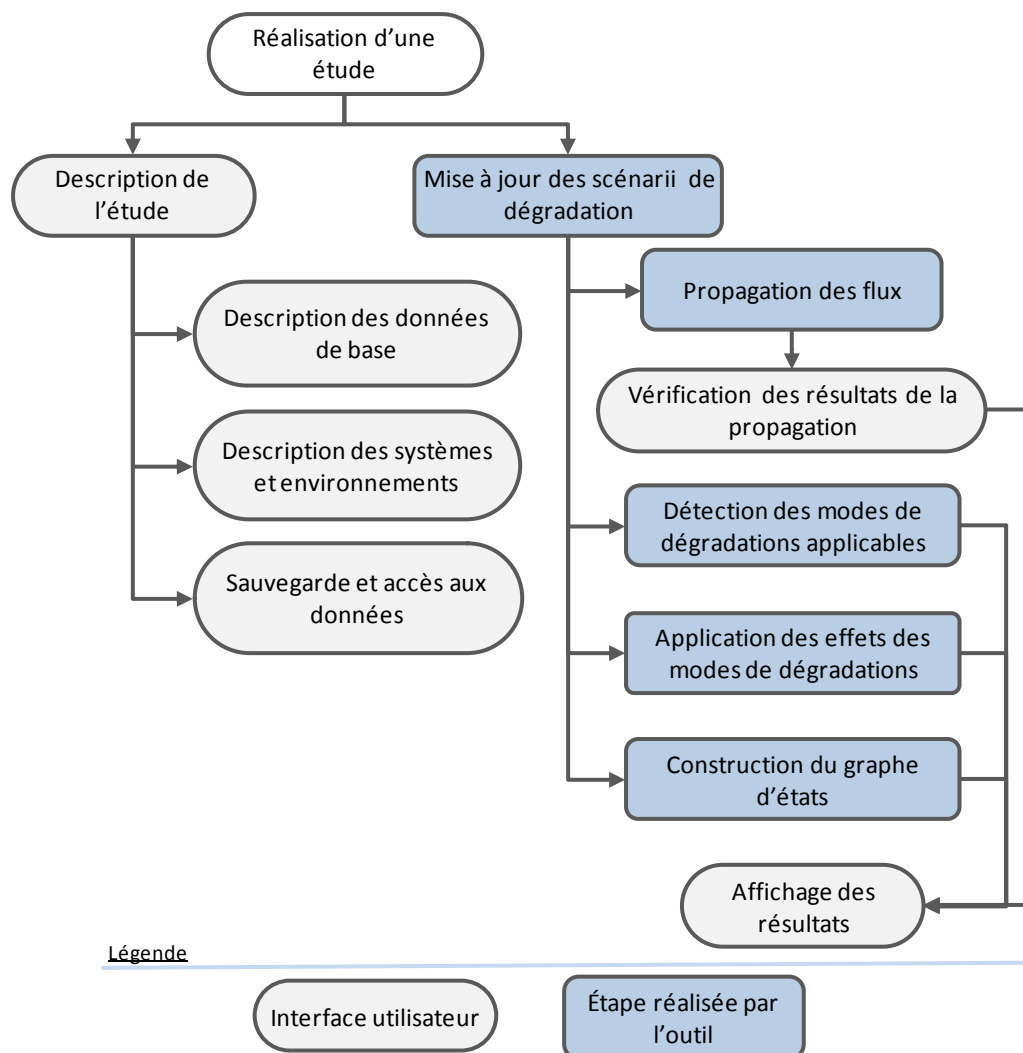 Réalisation d’une
étude
Description de
l’étude
Mise à jour des scénarii de
dégradation
Description des données
de base
Description des systèmes
et environnements
Sauvegarde et accès aux
données
Propagation des flux
Vérification des résultats de la
propagation
Détection des modes de
dégradations applicables
Application des effets des
modes de dégradations
Construction du graphe
d’états
Affichage des
résultats
Légende
Interface utilisateur
Étape réalisée par
l’outil